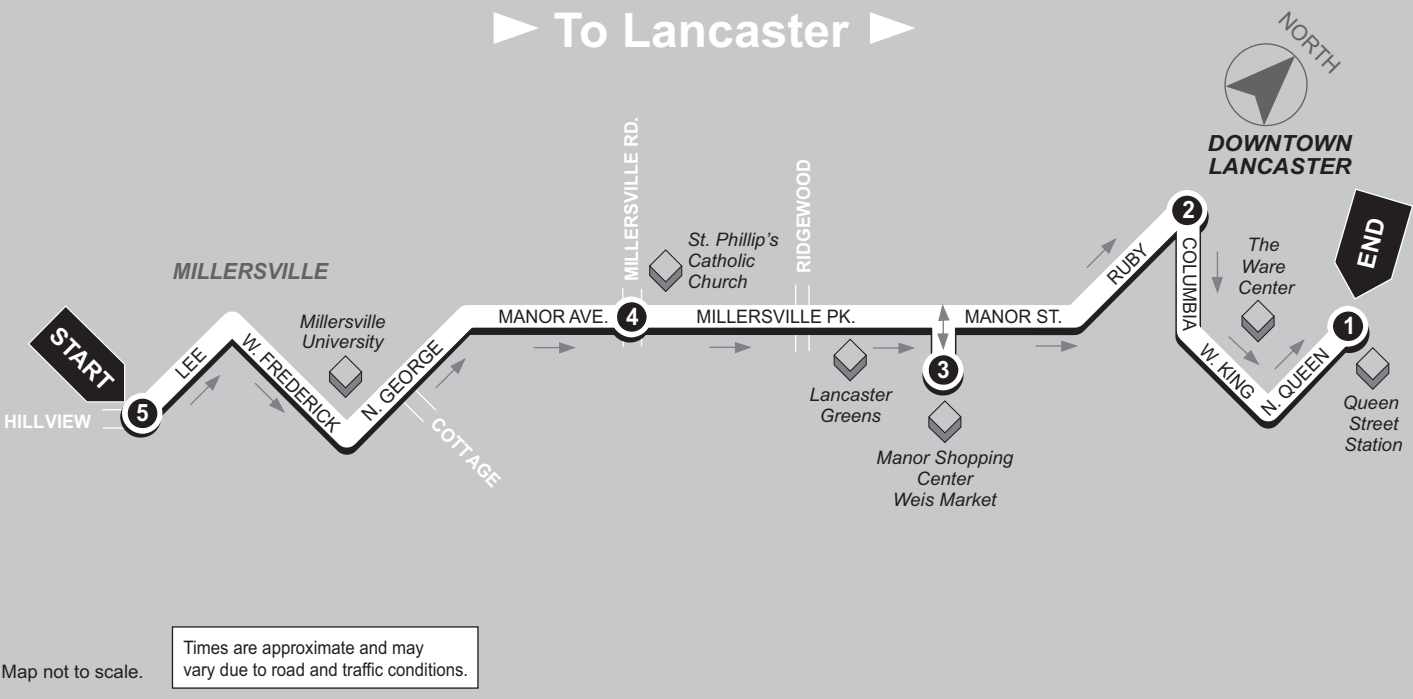 To Lancaster
NORTH
DOWNTOWN
LANCASTER
MILLERSVILLE
START
HILLVIEW
5
LEE
W. FREDERICK
Millersville
University
N. GEORGE
COTTAGE
MANOR AVE.
MILLERSVILLE RD.
4
St. Phillip's
Catholic
Church
MILLERSVILLE PK.
RIDGEWOOD
Lancaster
Greens
3
Manor Shopping
Center
Weis Market
MANOR ST.
RUBY
2
COLUMBIA
The
Ware
Center
W. KING
N. QUEEN
1
END
Queen
Street
Station
Map not to scale.
Times are approximate and may
vary due to road and traffic conditions.